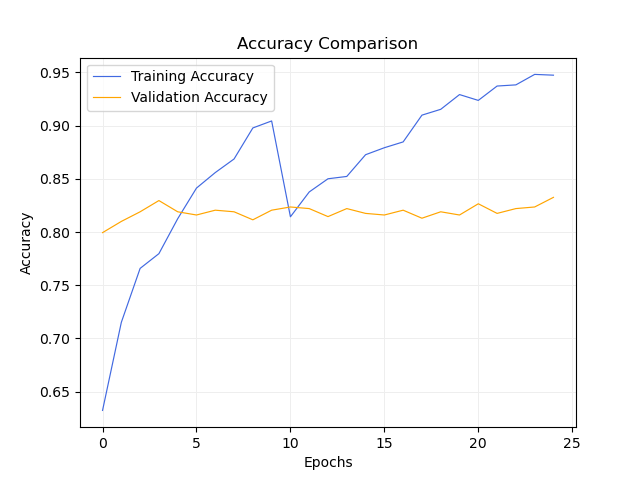 Accuracy Comparison
Training Accuracy
Validation Accuracy
0.95
0.90
0.85
0.80
0.75
0.70
0.65
Accuracy
0 5 10 15 20 25
Epochs